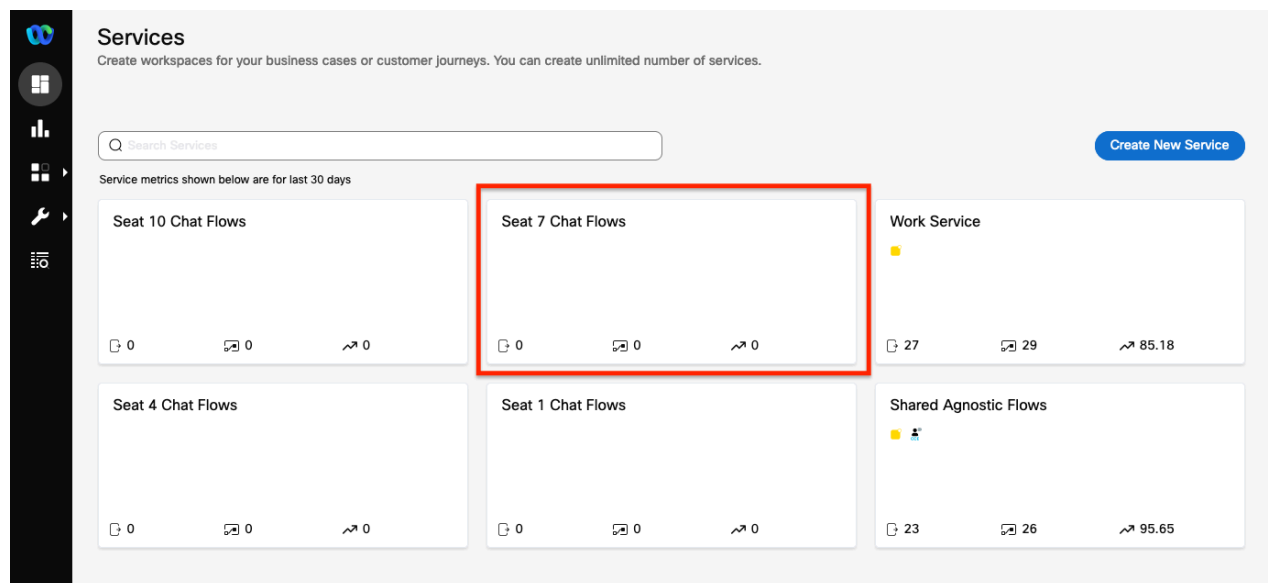 Services
Create workspaces for your business cases or customer journeys. You can create unlimited number of services.
Search Services
Create New Service
Service metrics shown below are for last 30 days
Seat 10 Chat Flows
0 0 0
Seat 7 Chat Flows
0 0 0
Work Service
27 29 85.18
Seat 4 Chat Flows
0 0 0
Seat 1 Chat Flows
0 0 0
Shared Agnostic Flows
23 26 95.65